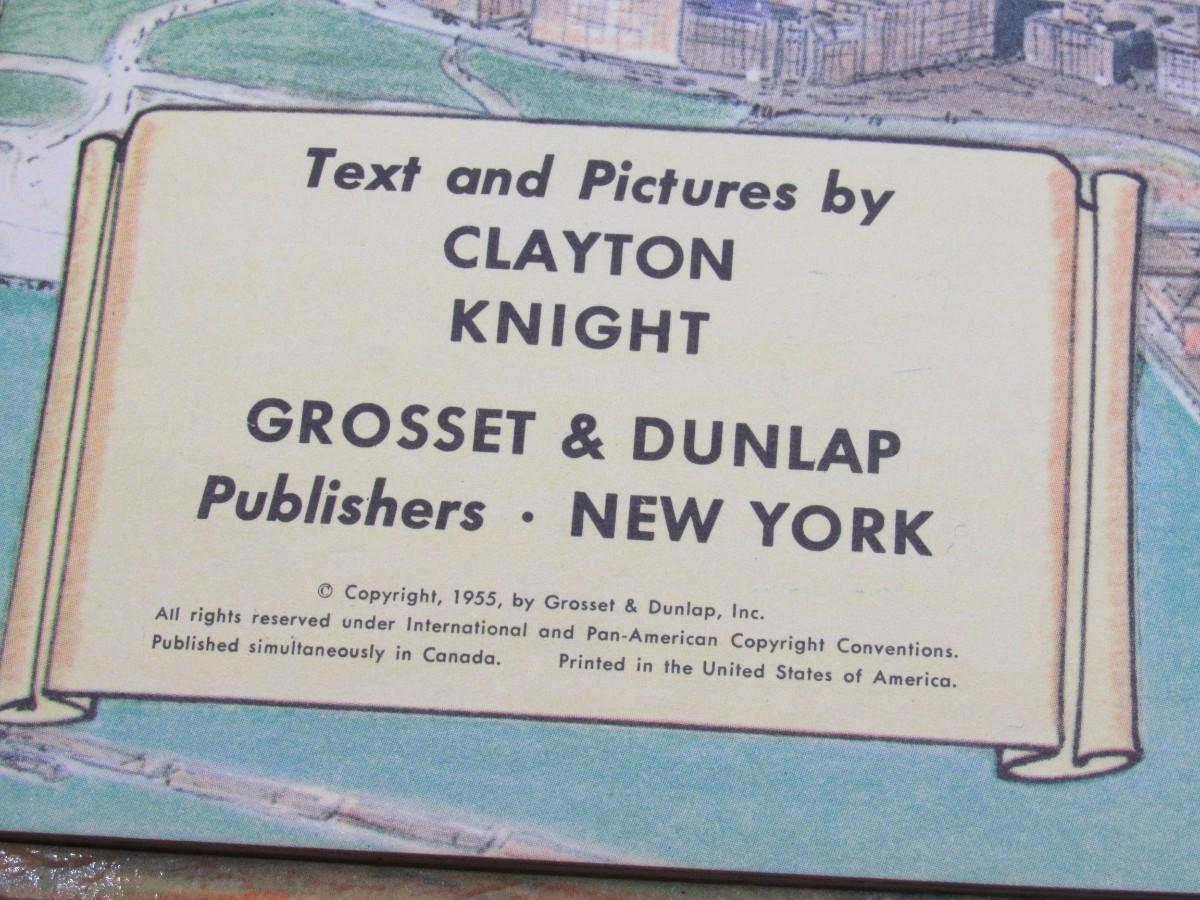 Text and Pictures by
CLAYTON
KNIGHT
GROSSET & DUNLAP
Publishers · NEW YORK
© Copyright, 1955, by Grosset & Dunlap, Inc.
All rights reserved under International and Pan-American Copyright Conventions.
Published simultaneously in Canada. Printed in the United States of America.